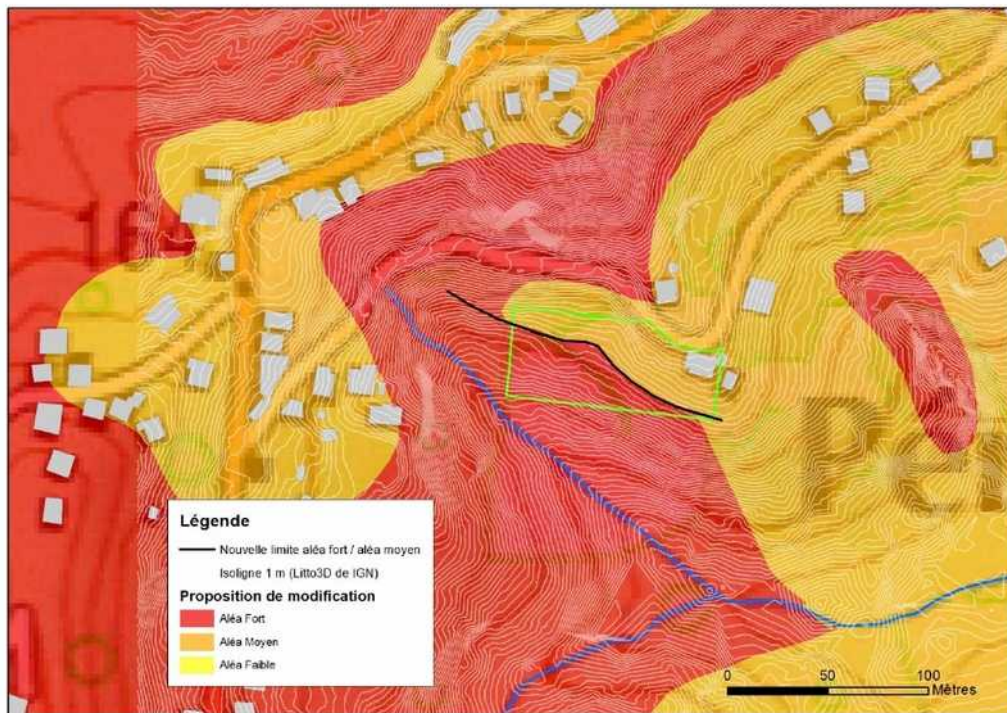 Légende
Nouvelle limite aléa fort / aléa moyen
Isoligne 1 m (Litto3D de IGN)
Proposition de modification
Aléa Fort
Aléa Moyen
Aléa Faible
0 50 100
Mètres
Pe